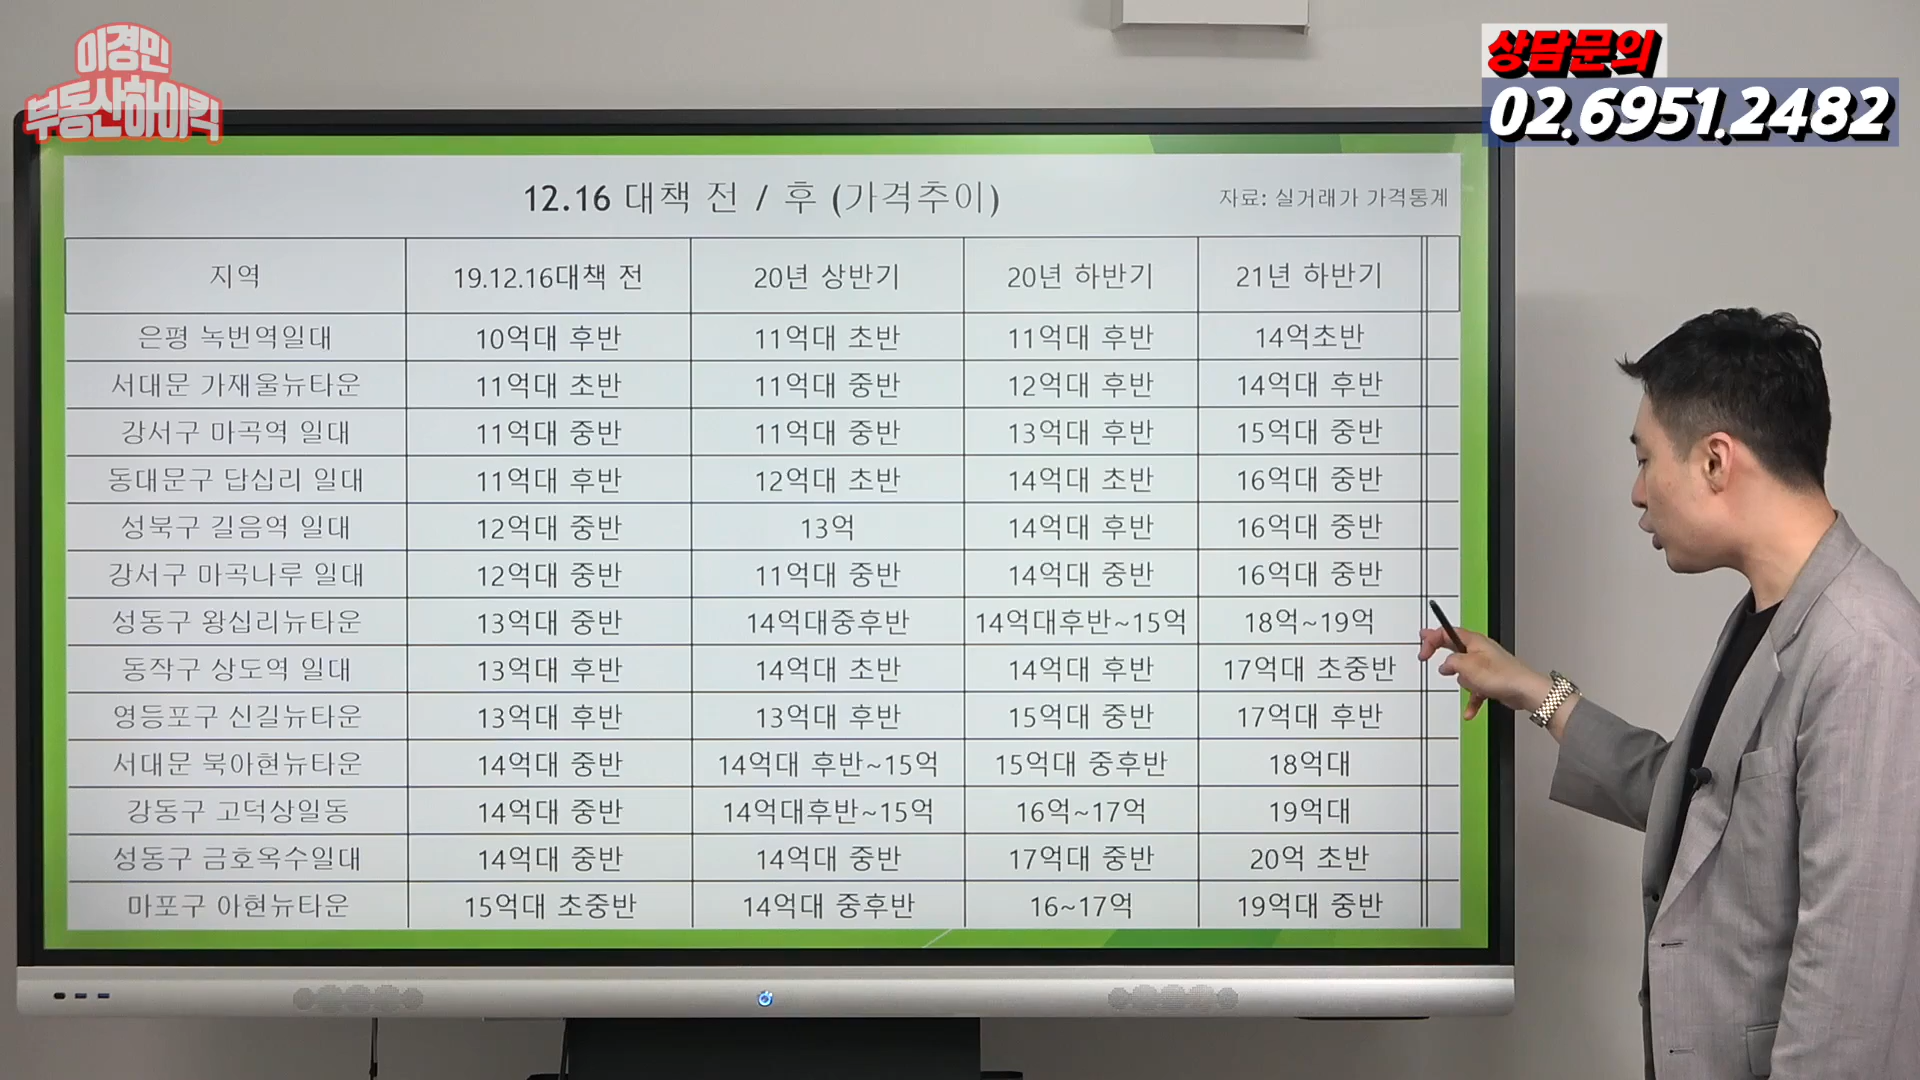 이경민
부동산하이킥
상담문의
02.6951.2482
12.16 대책 전 / 후 (가격추이)
자료: 실거래가 가격통계
지역 19.12.16대책 전 20년 상반기 20년 하반기 21년 하반기
은평 녹번역일대 10억대 후반 11억대 초반 11억대 후반 14억초반
서대문 가재울뉴타운 11억대 초반 11억대 중반 12억대 후반 14억대 후반
강서구 마곡역 일대 11억대 중반 11억대 중반 13억대 후반 15억대 중반
동대문구 답십리 일대 11억대 후반 12억대 초반 14억대 초반 16억대 중반
성북구 길음역 일대 12억대 중반 13억 14억대 후반 16억대 중반
강서구 마곡나루 일대 12억대 중반 11억대 중반 14억대 중반 16억대 중반
성동구 왕십리뉴타운 13억대 중반 14억대중후반 14억대후반~15억 18억~19억
동작구 상도역 일대 13억대 후반 14억대 초반 14억대 후반 17억대 초중반
영등포구 신길뉴타운 13억대 후반 13억대 후반 15억대 중반 17억대 후반
서대문 북아현뉴타운 14억대 중반 14억대 후반~15억 15억대 중후반 18억대
강동구 고덕상일동 14억대 중반 14억대후반~15억 16억~17억 19억대
성동구 금호옥수일대 14억대 중반 14억대 중반 17억대 중반 20억 초반
마포구 아현뉴타운 15억대 초중반 14억대 중후반 16~17억 19억대 중반